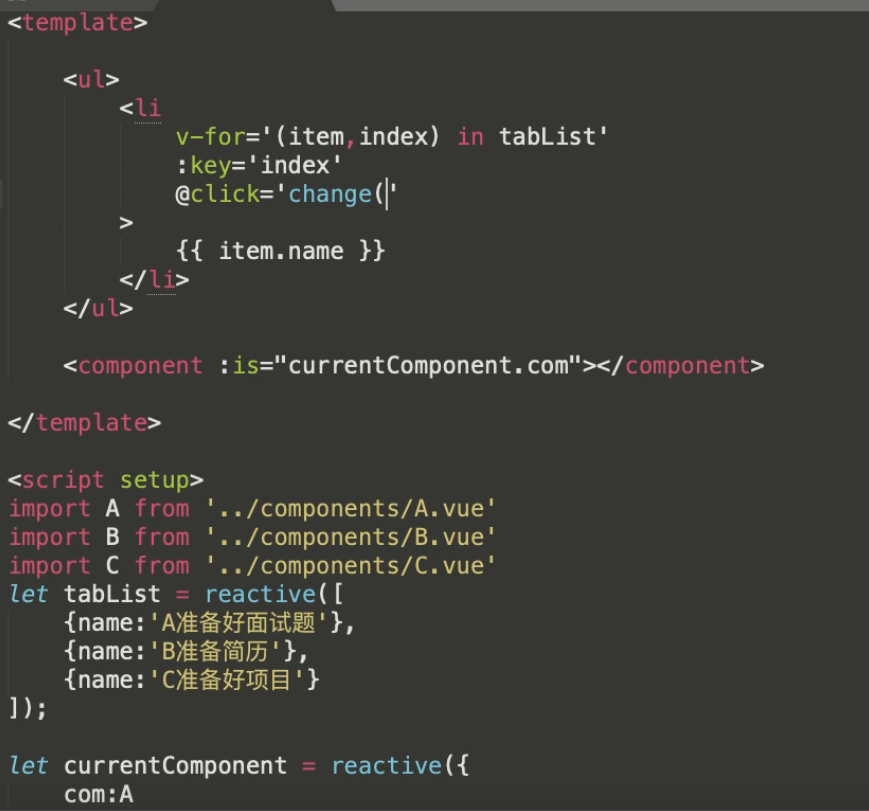 <template>
<ul>
<li
v-for='(item,index) in tabList'
:key='index'
@click='change('
>
{{ item.name }}
</li>
</ul>
<component :is="currentComponent.com"></component>
</template>
<script setup>
import A from '../components/A.vue'
import B from '../components/B.vue'
import C from '../components/C.vue'
let tabList = reactive([
{name:'A准备好面试题'},
{name:'B准备简历'},
{name:'C准备好项目'}
]);
let currentComponent = reactive({
com:A